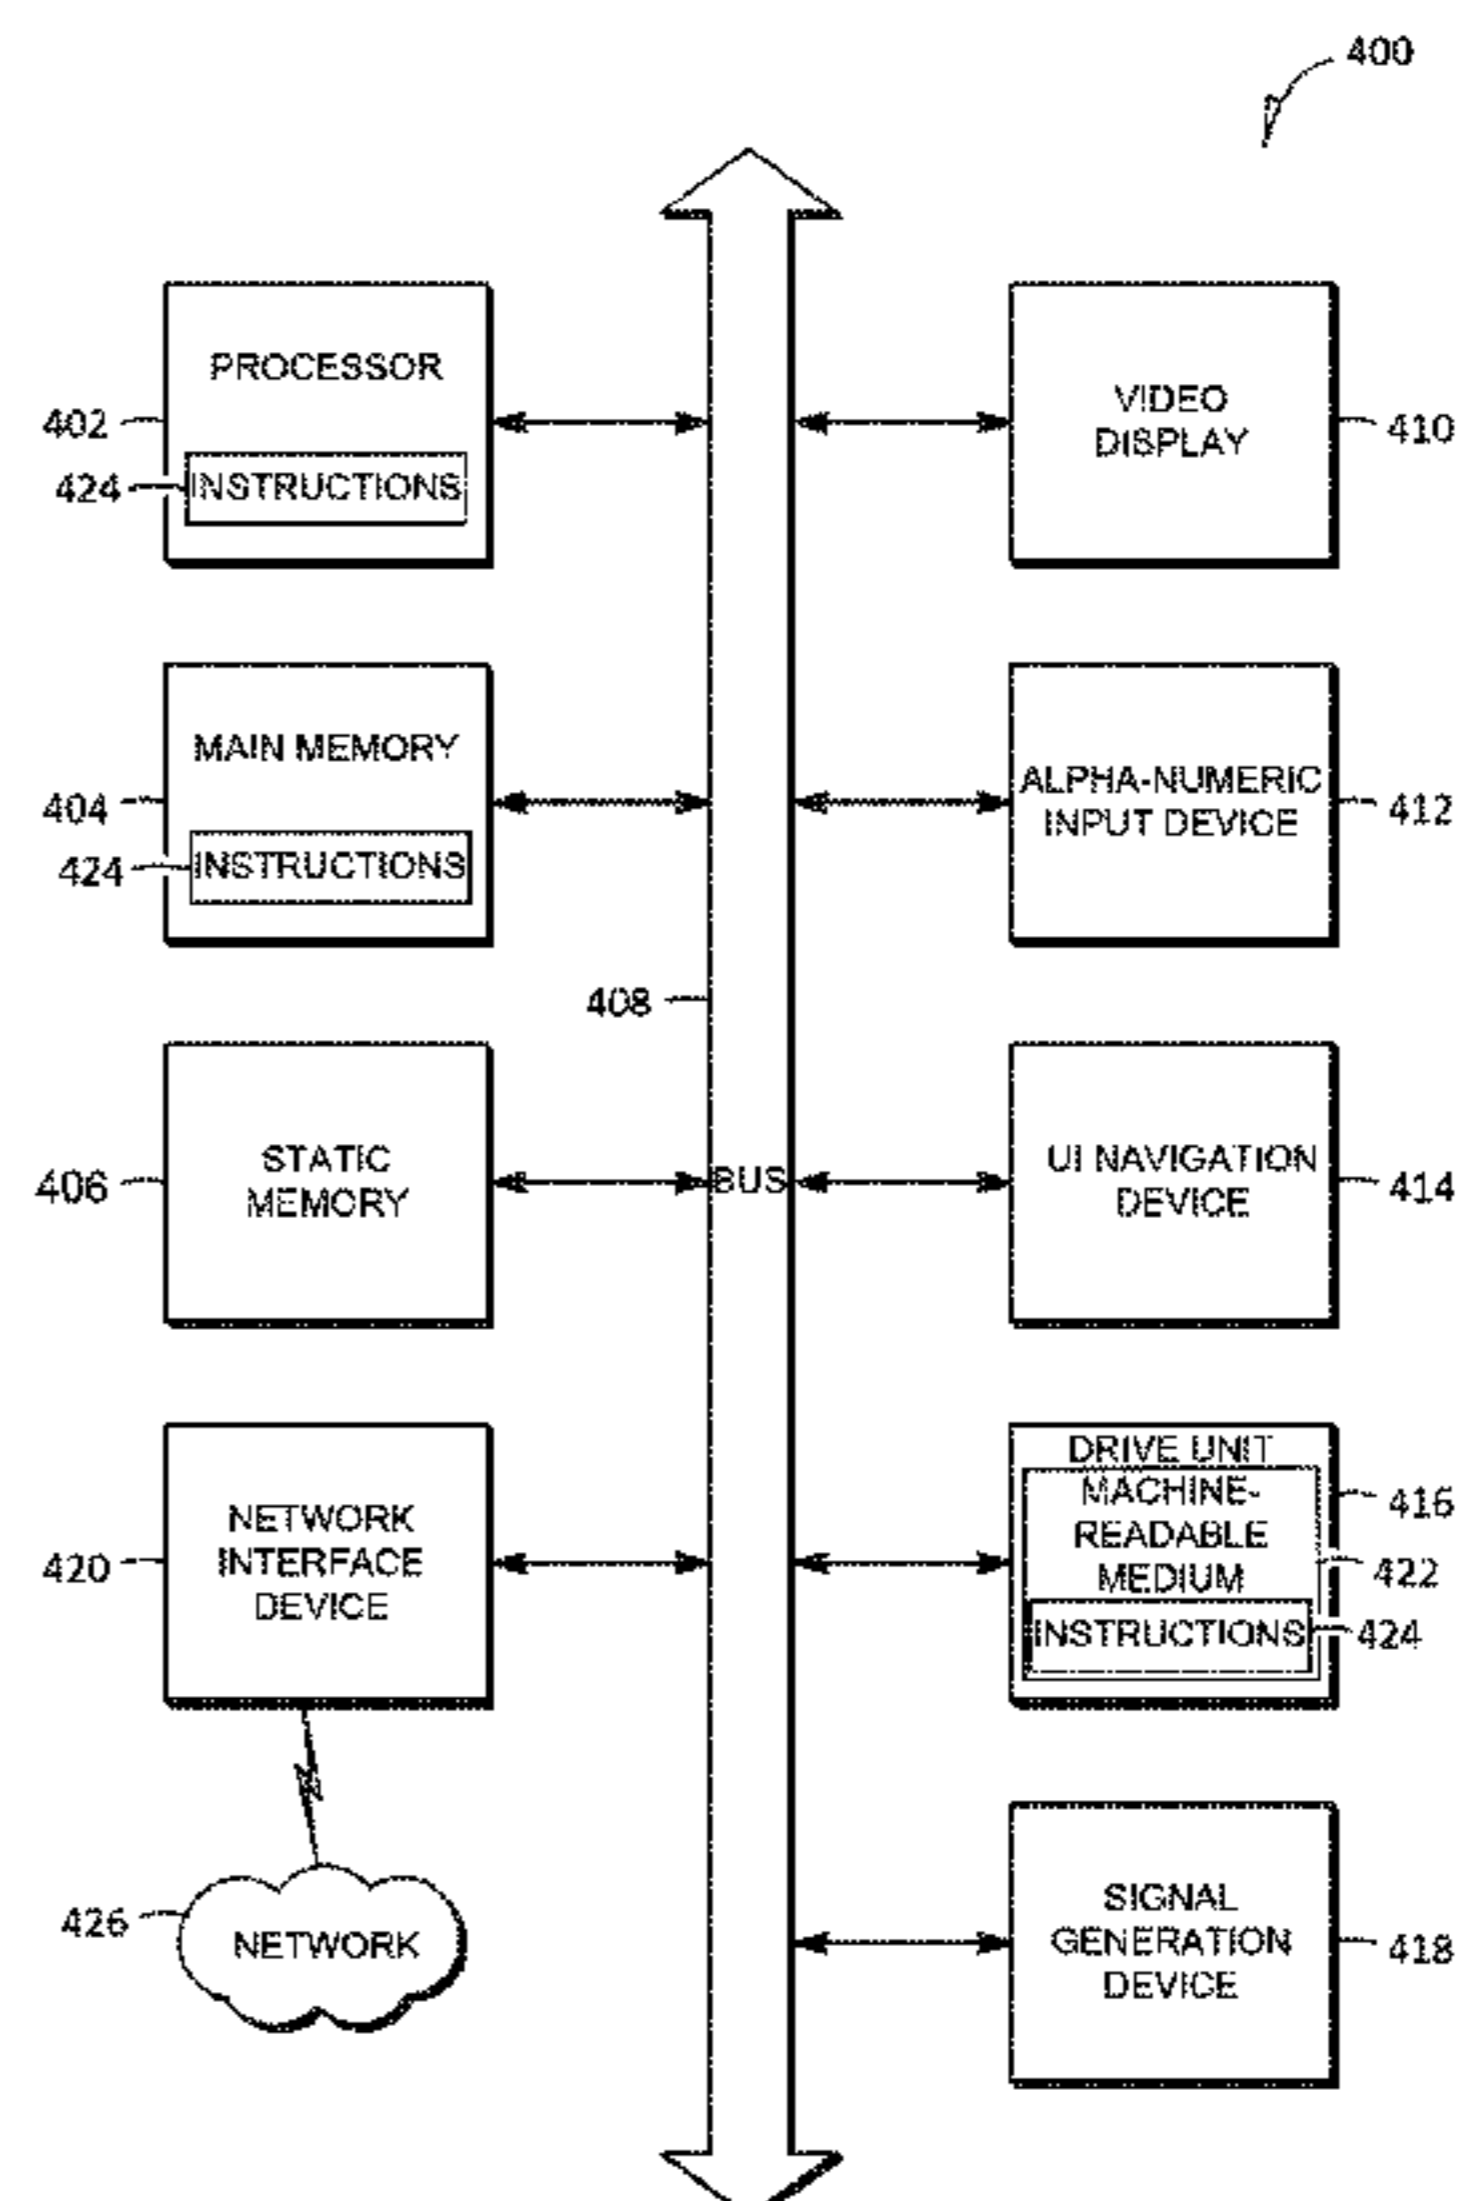 400
PROCESSOR
402
424
INSTRUCTIONS
VIDEO
DISPLAY
410
MAIN MEMORY
404
424
INSTRUCTIONS
ALPHA-NUMERIC
INPUT DEVICE
412
408
STATIC
MEMORY
406
BUS
UI NAVIGATION
DEVICE
414
NETWORK
INTERFACE
DEVICE
420
DRIVE UNIT
MACHINE-
READABLE
MEDIUM
INSTRUCTIONS
416
422
424
426
NETWORK
SIGNAL
GENERATION
DEVICE
418